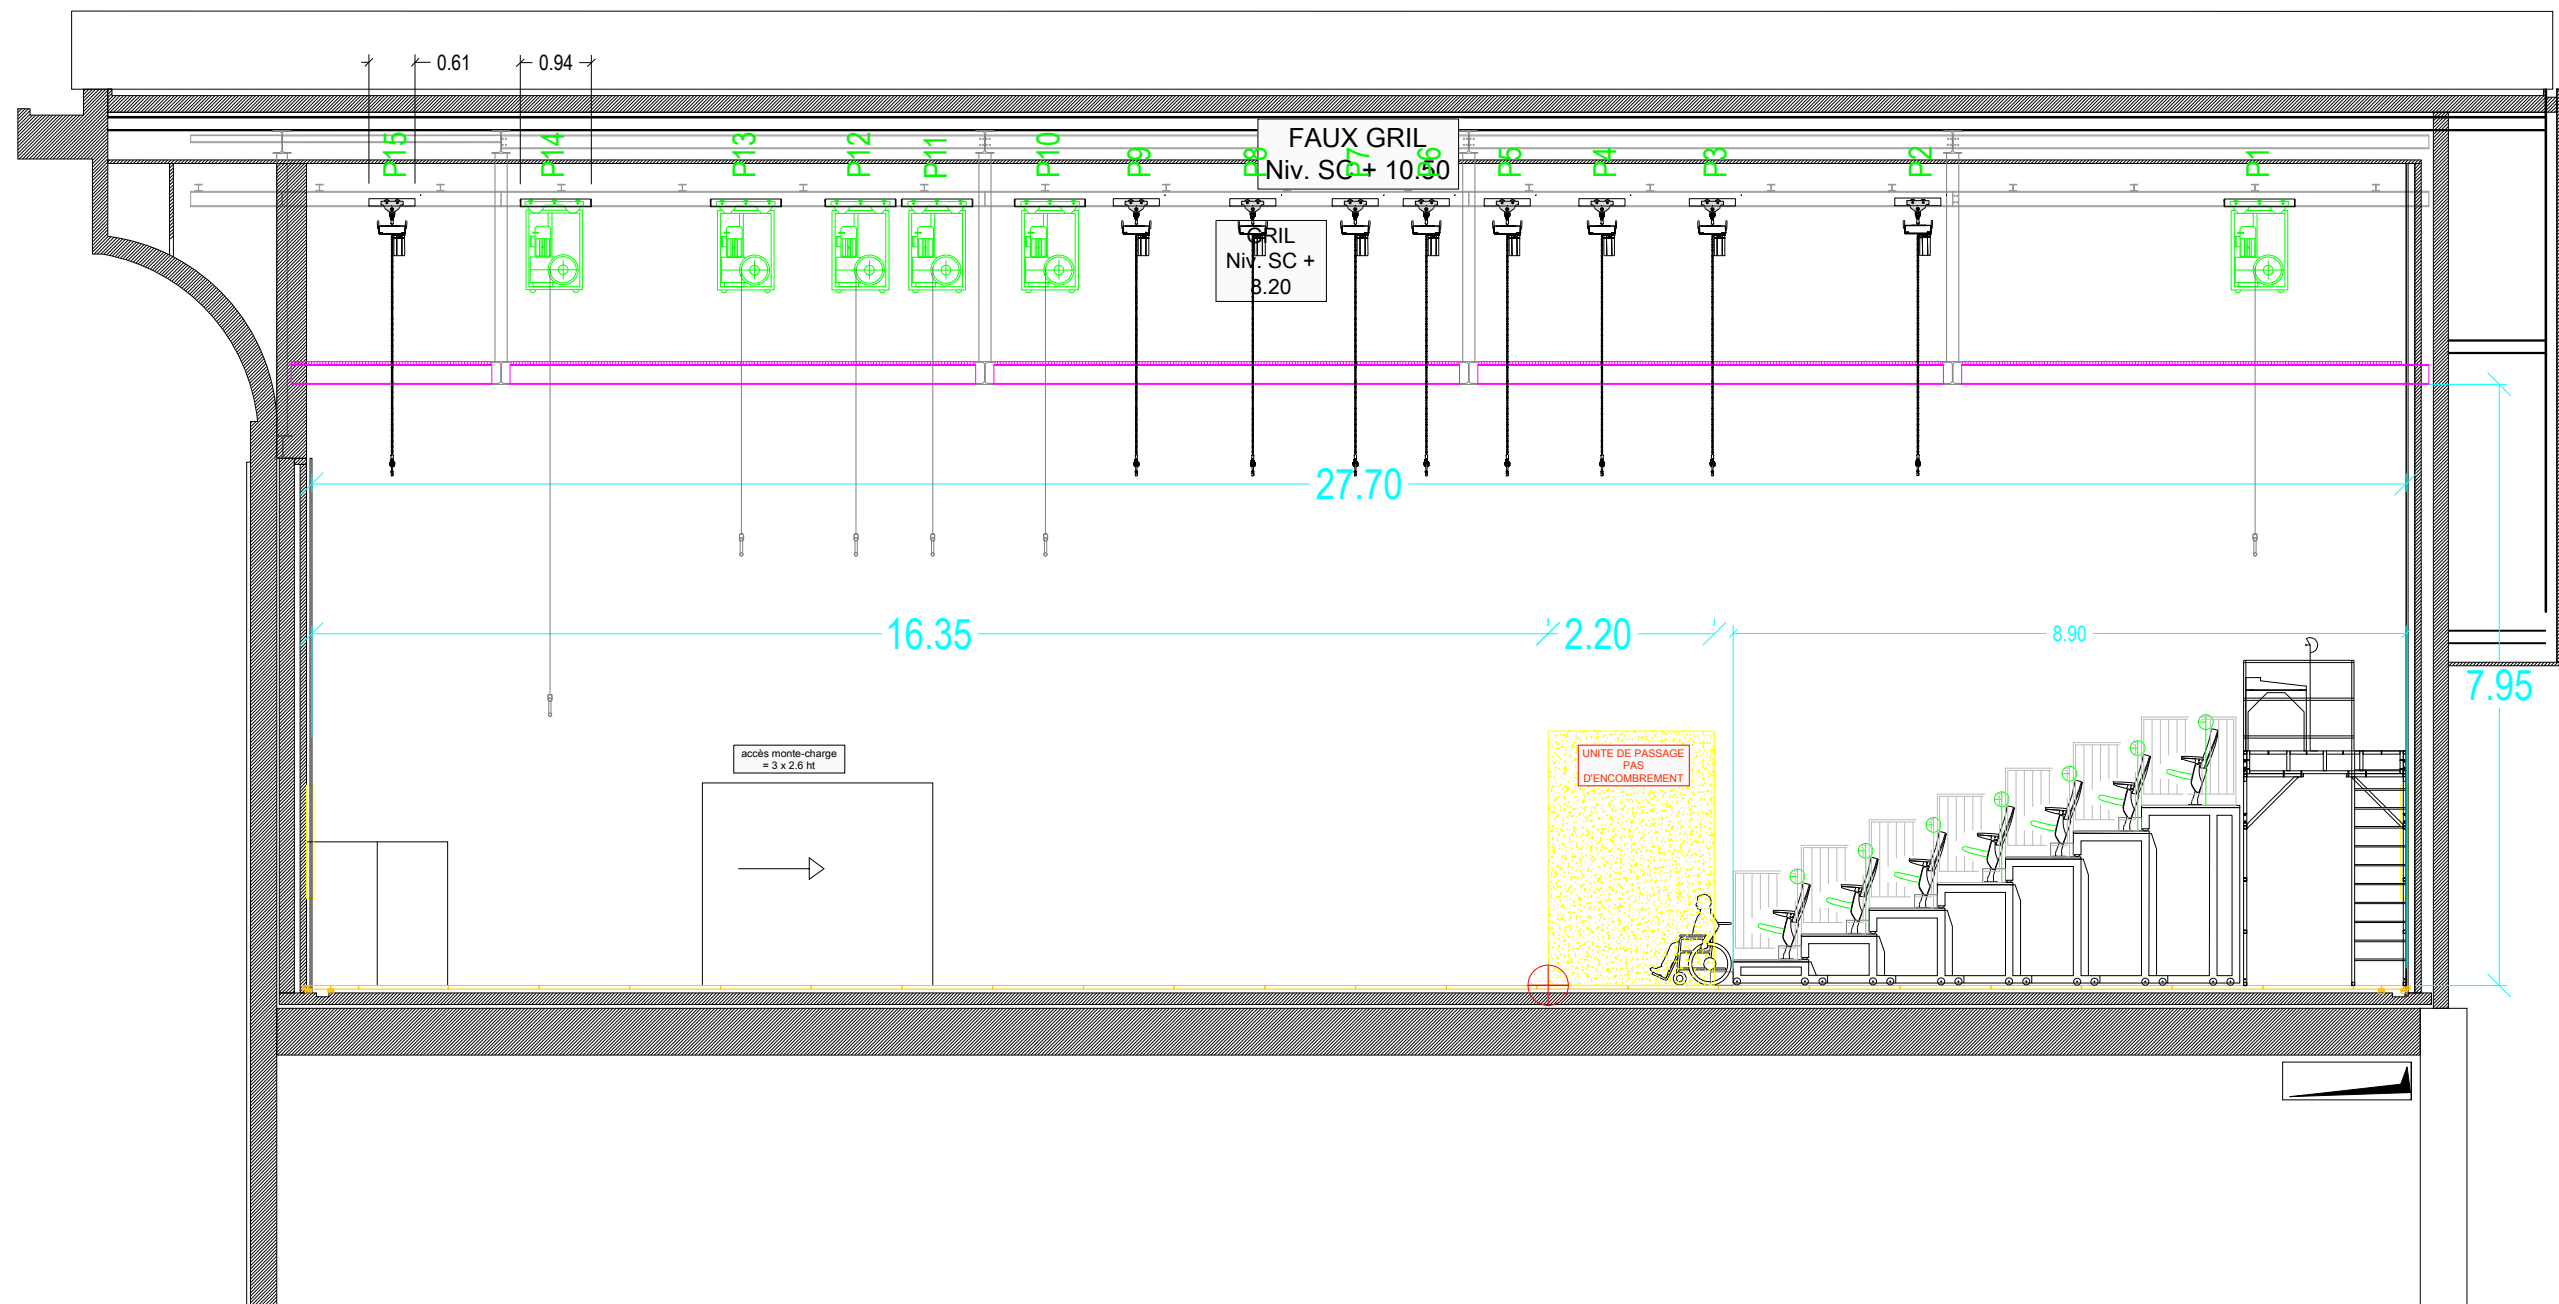 0.61
0.94
FAUX GRIL
Niv. SC + 10.50
P15
P14
P13
P12
P11
P10
P9
P8
P7
P6
P5
P4
P3
P2
P1
GRIL
Niv. SC +
8.20
27.70
16.35
2.20
8.90
7.95
accès monte-charge
= 3 x 2.6 ht
UNITE DE PASSAGE
PAS
D'ENCOMBREMENT